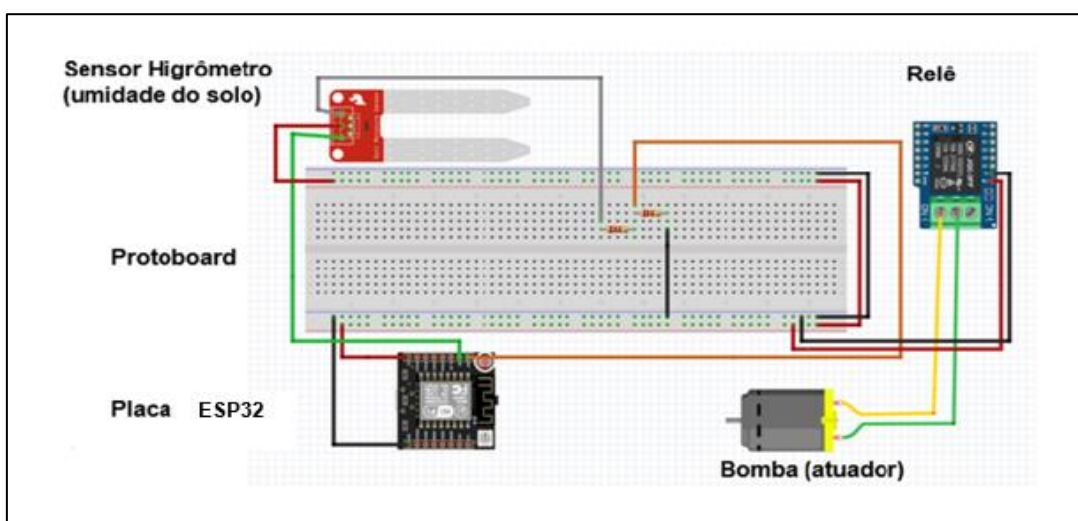 Sensor Higrômetro
(umidade do solo)
Relê
Protoboard
Placa ESP32
Bomba (atuador)